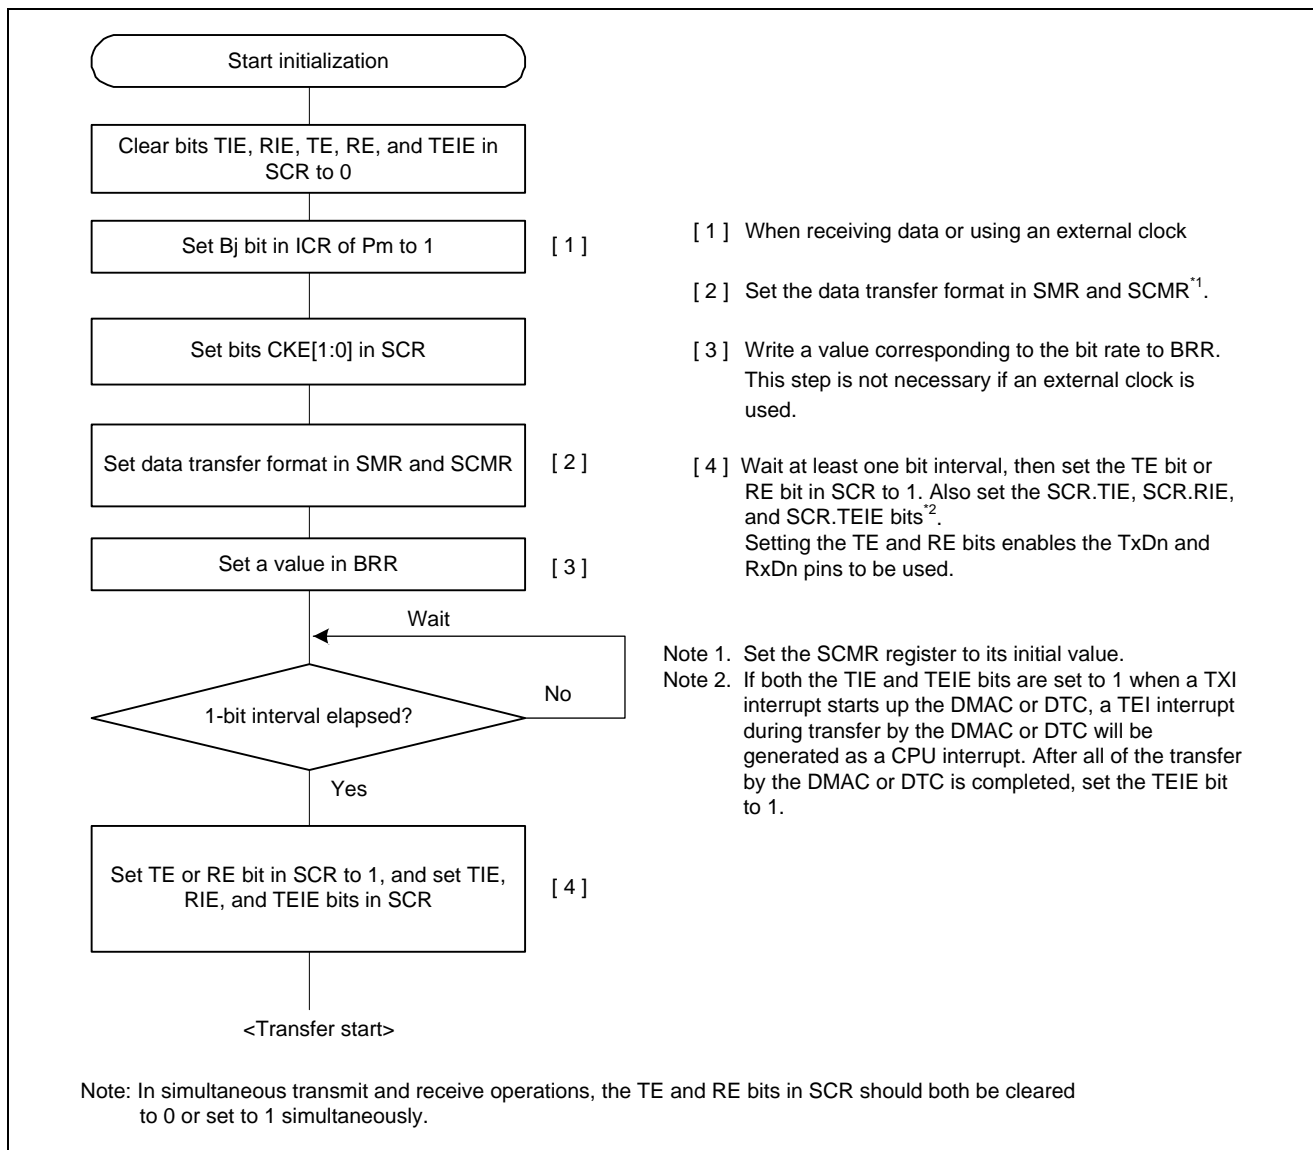 Start initialization
Clear bits TIE, RIE, TE, RE, and TEIE in
SCR to 0
Set Bj bit in ICR of Pm to 1
[ 1 ]
Set bits CKE[1:0] in SCR
Set data transfer format in SMR and SCMR
[ 2 ]
Set a value in BRR
[ 3 ]
Wait
1-bit interval elapsed?
No
Yes
Set TE or RE bit in SCR to 1, and set TIE,
RIE, and TEIE bits in SCR
[ 4 ]
<Transfer start>
[ 1 ] When receiving data or using an external clock
[ 2 ] Set the data transfer format in SMR and SCMR*1.
[ 3 ] Write a value corresponding to the bit rate to BRR.
This step is not necessary if an external clock is
used.
[ 4 ] Wait at least one bit interval, then set the TE bit or
RE bit in SCR to 1. Also set the SCR.TIE, SCR.RIE,
and SCR.TEIE bits*2.
Setting the TE and RE bits enables the TxDn and
RxDn pins to be used.
Note 1. Set the SCMR register to its initial value.
Note 2. If both the TIE and TEIE bits are set to 1 when a TXI
interrupt starts up the DMAC or DTC, a TEI interrupt
during transfer by the DMAC or DTC will be
generated as a CPU interrupt. After all of the transfer
by the DMAC or DTC is completed, set the TEIE bit
to 1.
Note: In simultaneous transmit and receive operations, the TE and RE bits in SCR should both be cleared
to 0 or set to 1 simultaneously.